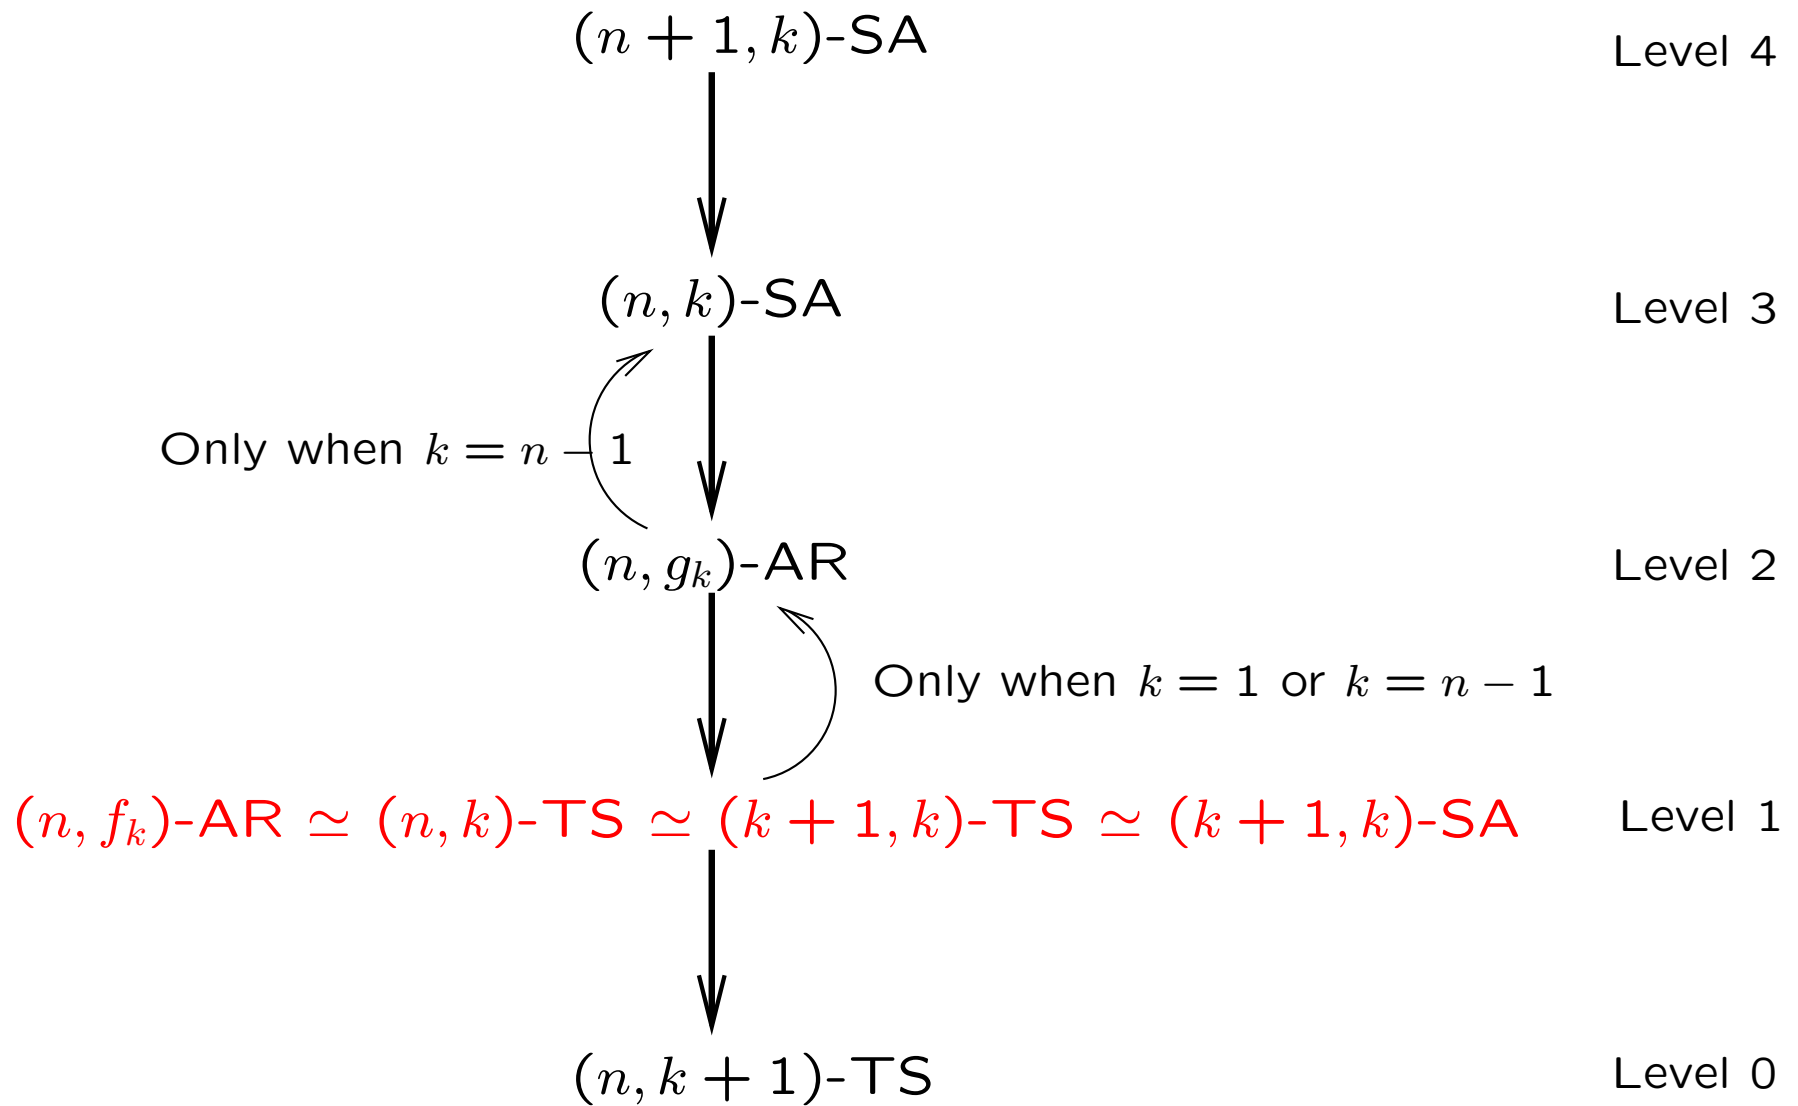 (n + 1, k)-SA Level 4
(n, k)-SA Level 3
Only when k = n − 1
(n, g_k)-AR Level 2
Only when k = 1 or k = n − 1
(n, f_k)-AR ≃ (n, k)-TS ≃ (k + 1, k)-TS ≃ (k + 1, k)-SA Level 1
(n, k + 1)-TS Level 0